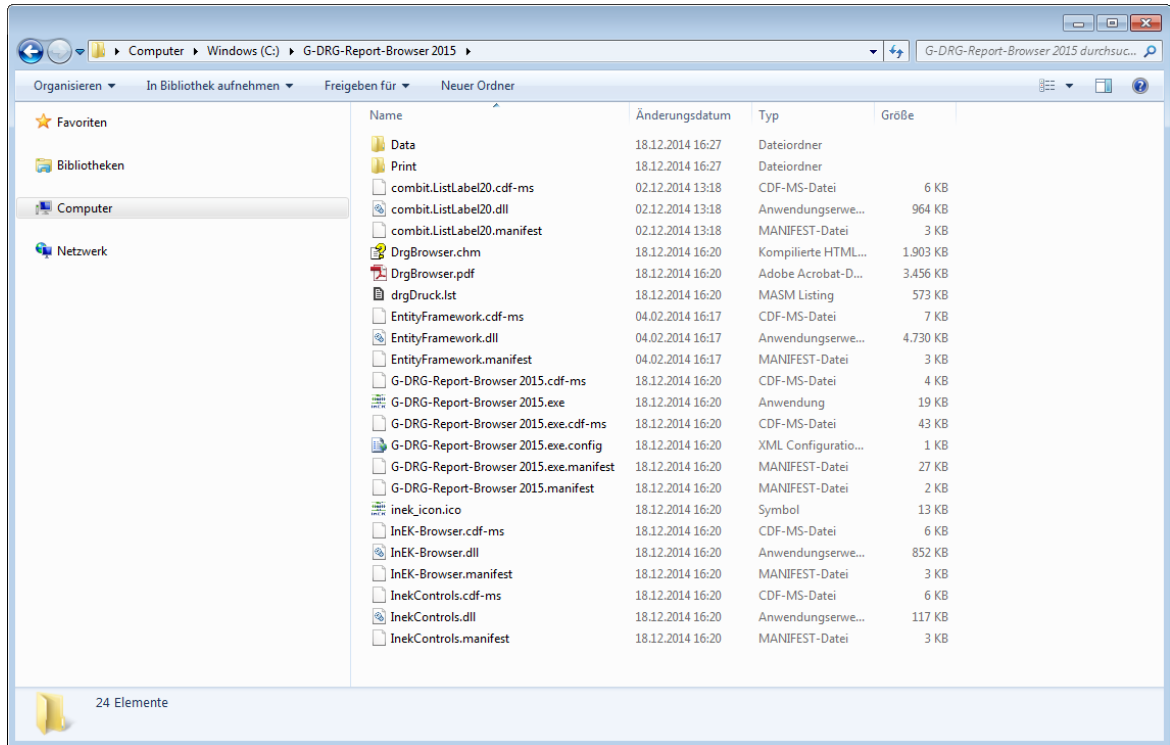 Computer ▸ Windows (C:) ▸ G-DRG-Report-Browser 2015 ▸ G-DRG-Report-Browser 2015 durchsuc...
Organisieren In Bibliothek aufnehmen Freigeben für Neuer Ordner
Favoriten
Bibliotheken
Computer
Netzwerk
Name Änderungsdatum Typ Größe
Data 18.12.2014 16:27 Dateiordner
Print 18.12.2014 16:27 Dateiordner
combit.ListLabel20.cdf-ms 02.12.2014 13:18 CDF-MS-Datei 6 KB
combit.ListLabel20.dll 02.12.2014 13:18 Anwendungserwe... 964 KB
combit.ListLabel20.manifest 02.12.2014 13:18 MANIFEST-Datei 3 KB
DrgBrowser.chm 18.12.2014 16:20 Kompilierte HTML... 1.903 KB
DrgBrowser.pdf 18.12.2014 16:20 Adobe Acrobat-D... 3.456 KB
drgDruck.lst 18.12.2014 16:20 MASM Listing 573 KB
EntityFramework.cdf-ms 04.02.2014 16:17 CDF-MS-Datei 7 KB
EntityFramework.dll 04.02.2014 16:17 Anwendungserwe... 4.730 KB
EntityFramework.manifest 04.02.2014 16:17 MANIFEST-Datei 3 KB
G-DRG-Report-Browser 2015.cdf-ms 18.12.2014 16:20 CDF-MS-Datei 4 KB
G-DRG-Report-Browser 2015.exe 18.12.2014 16:20 Anwendung 19 KB
G-DRG-Report-Browser 2015.exe.cdf-ms 18.12.2014 16:20 CDF-MS-Datei 43 KB
G-DRG-Report-Browser 2015.exe.config 18.12.2014 16:20 XML Configuratio... 1 KB
G-DRG-Report-Browser 2015.exe.manifest 18.12.2014 16:20 MANIFEST-Datei 27 KB
G-DRG-Report-Browser 2015.manifest 18.12.2014 16:20 MANIFEST-Datei 2 KB
inek_icon.ico 18.12.2014 16:20 Symbol 13 KB
InEK-Browser.cdf-ms 18.12.2014 16:20 CDF-MS-Datei 6 KB
InEK-Browser.dll 18.12.2014 16:20 Anwendungserwe... 852 KB
InEK-Browser.manifest 18.12.2014 16:20 MANIFEST-Datei 3 KB
InekControls.cdf-ms 18.12.2014 16:20 CDF-MS-Datei 6 KB
InekControls.dll 18.12.2014 16:20 Anwendungserwe... 117 KB
InekControls.manifest 18.12.2014 16:20 MANIFEST-Datei 3 KB
24 Elemente